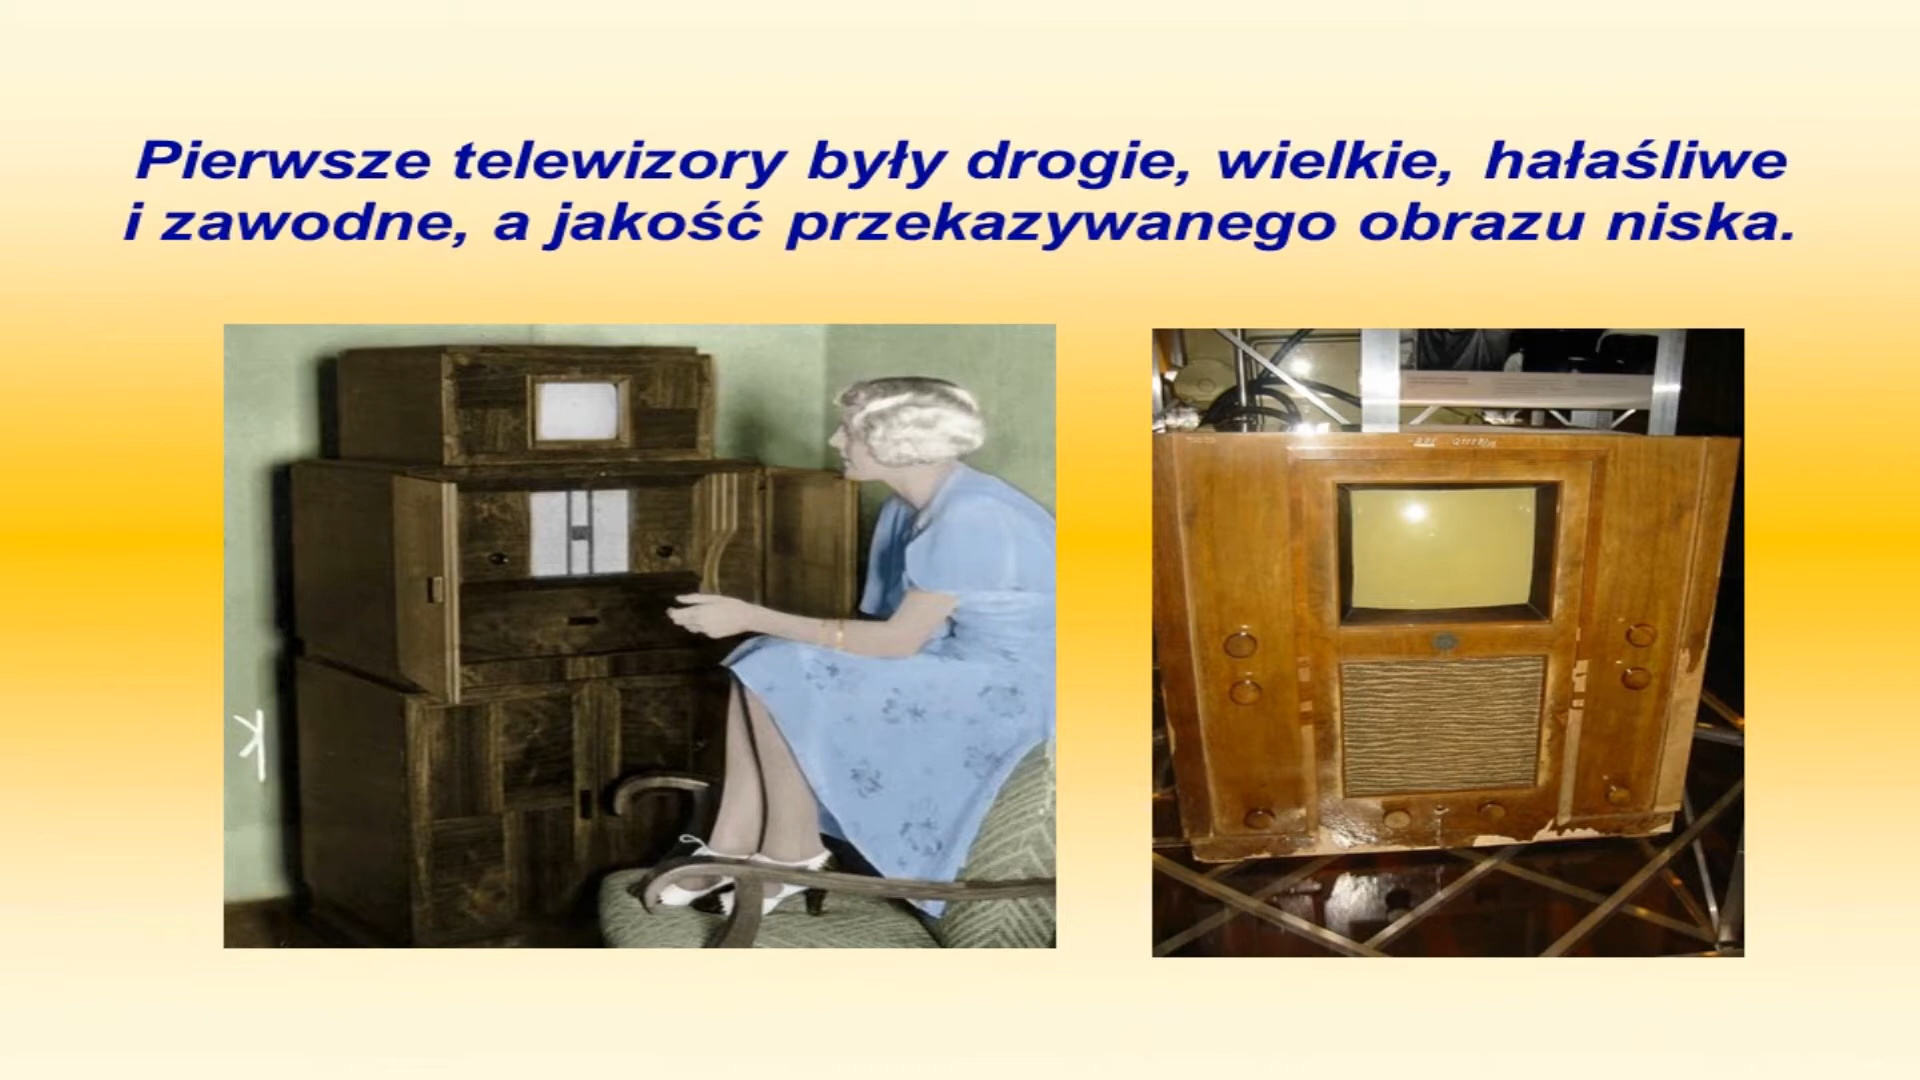 Pierwsze telewizory były drogie, wielkie, hałaśliwe
i zawodne, a jakość przekazywanego obrazu niska.
K